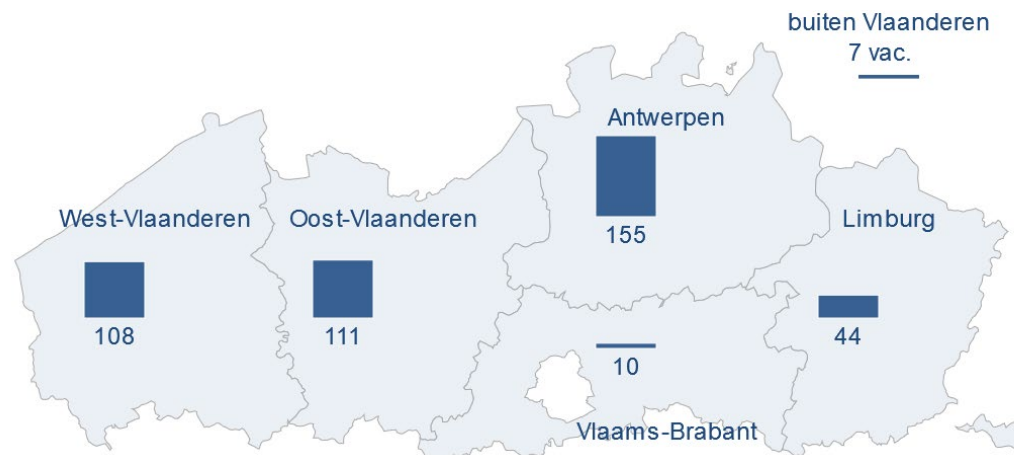 buiten Vlaanderen
7 vac.
Antwerpen
155
West-Vlaanderen
108
Oost-Vlaanderen
111
Limburg
44
10
Vlaams-Brabant